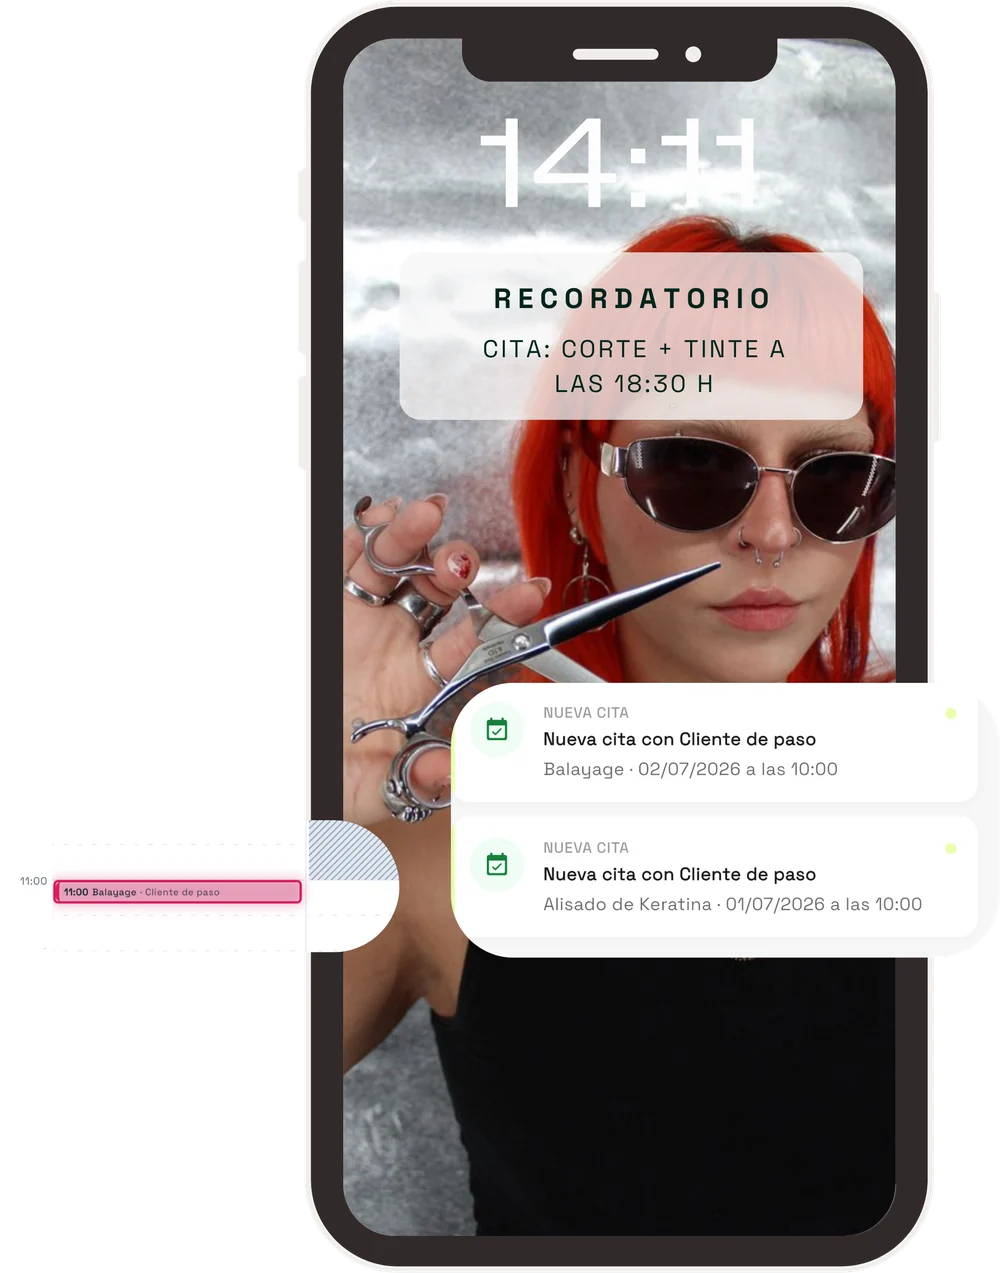 14:11
RECORDATORIO
CITA: CORTE + TINTE A
LAS 18:30 H
NUEVA CITA
Nueva cita con Cliente de paso
Balayage · 02/07/2026 a las 10:00
NUEVA CITA
Nueva cita con Cliente de paso
Alisado de Keratina · 01/07/2026 a las 10:00
11:00
11:00 Balayage · Cliente de paso